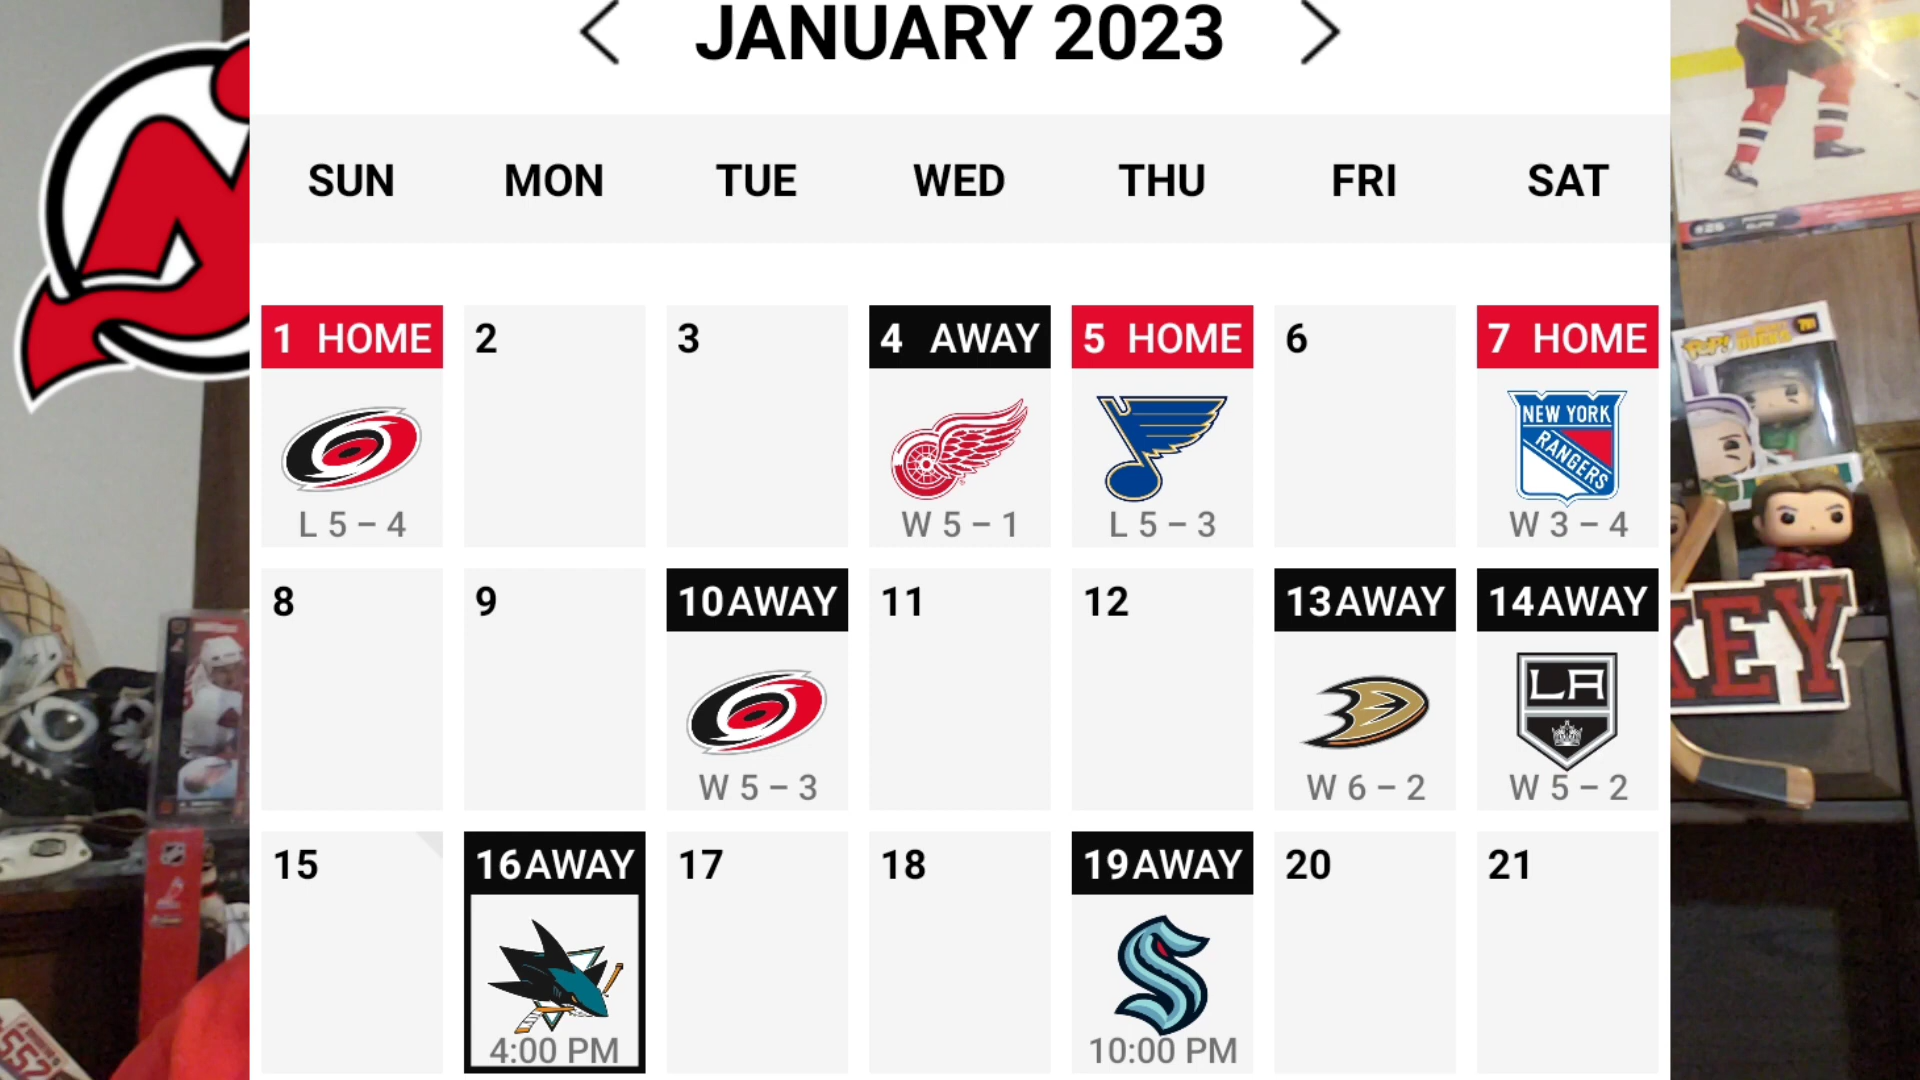 JANUARY 2023
SUN MON TUE WED THU FRI SAT
1 HOME 2 3 4 AWAY 5 HOME 6 7 HOME
NEW YORK
RANGERS
L 5 – 4 W 5 – 1 L 5 – 3 W 3 – 4
8 9 10 AWAY 11 12 13 AWAY 14 AWAY
LA
W 5 – 3 W 6 – 2 W 5 – 2
15 16 AWAY 17 18 19 AWAY 20 21
4:00 PM 10:00 PM
POP!
KEY